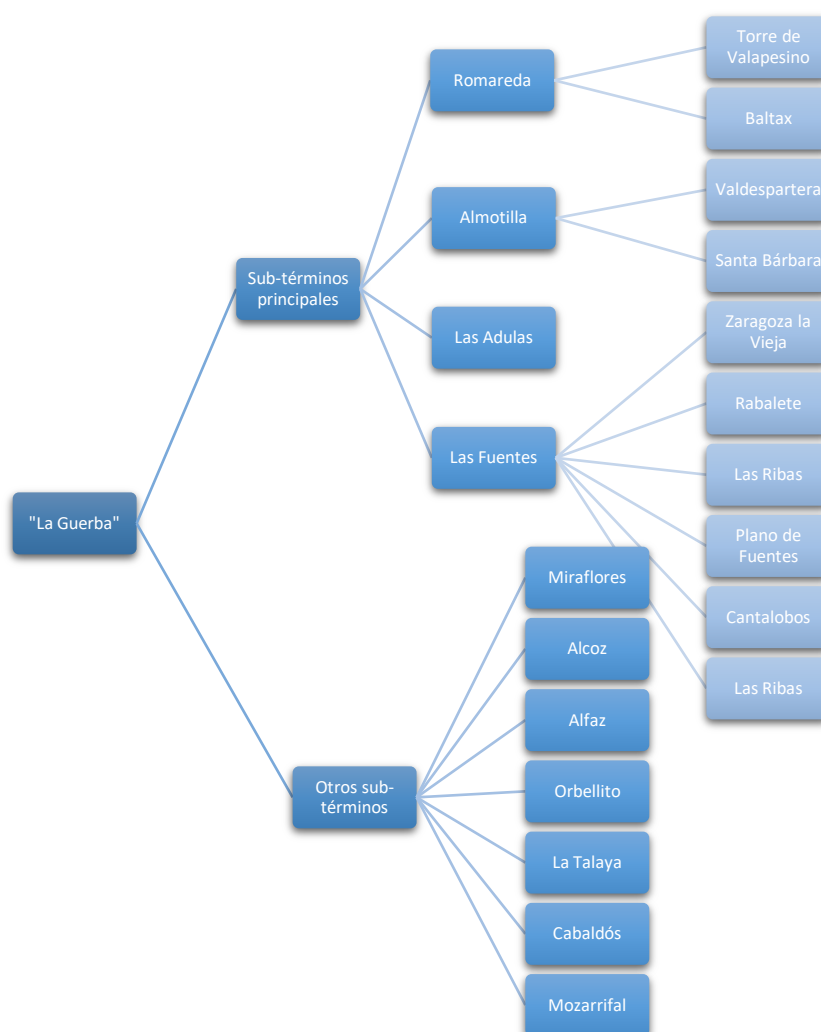 "La Guerba"
Sub-términos
principales
Romareda
Torre de
Valapesino
Baltax
Almotilla
Valdespartera
Santa Bárbara
Las Adulas
Las Fuentes
Zaragoza la
Vieja
Rabalete
Las Ribas
Plano de
Fuentes
Cantalobos
Las Ribas
Otros sub-
términos
Miraflores
Alcoz
Alfaz
Orbellito
La Talaya
Cabaldós
Mozarrifal